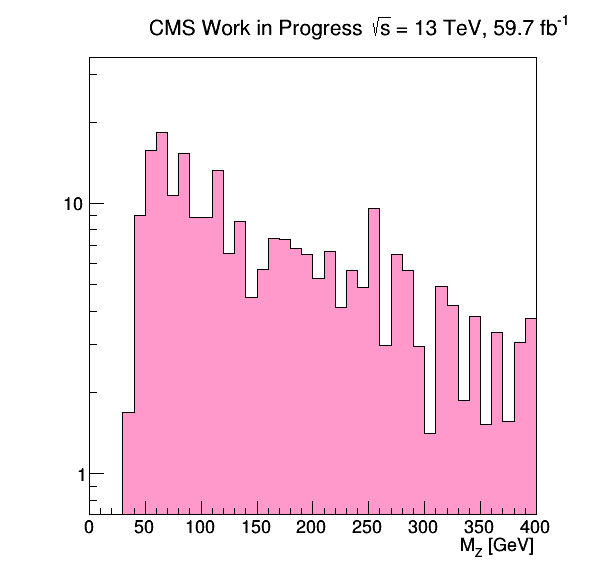 CMS Work in Progress √s = 13 TeV, 59.7 fb⁻¹
10
1
0 50 100 150 200 250 300 350 400
M_Z [GeV]